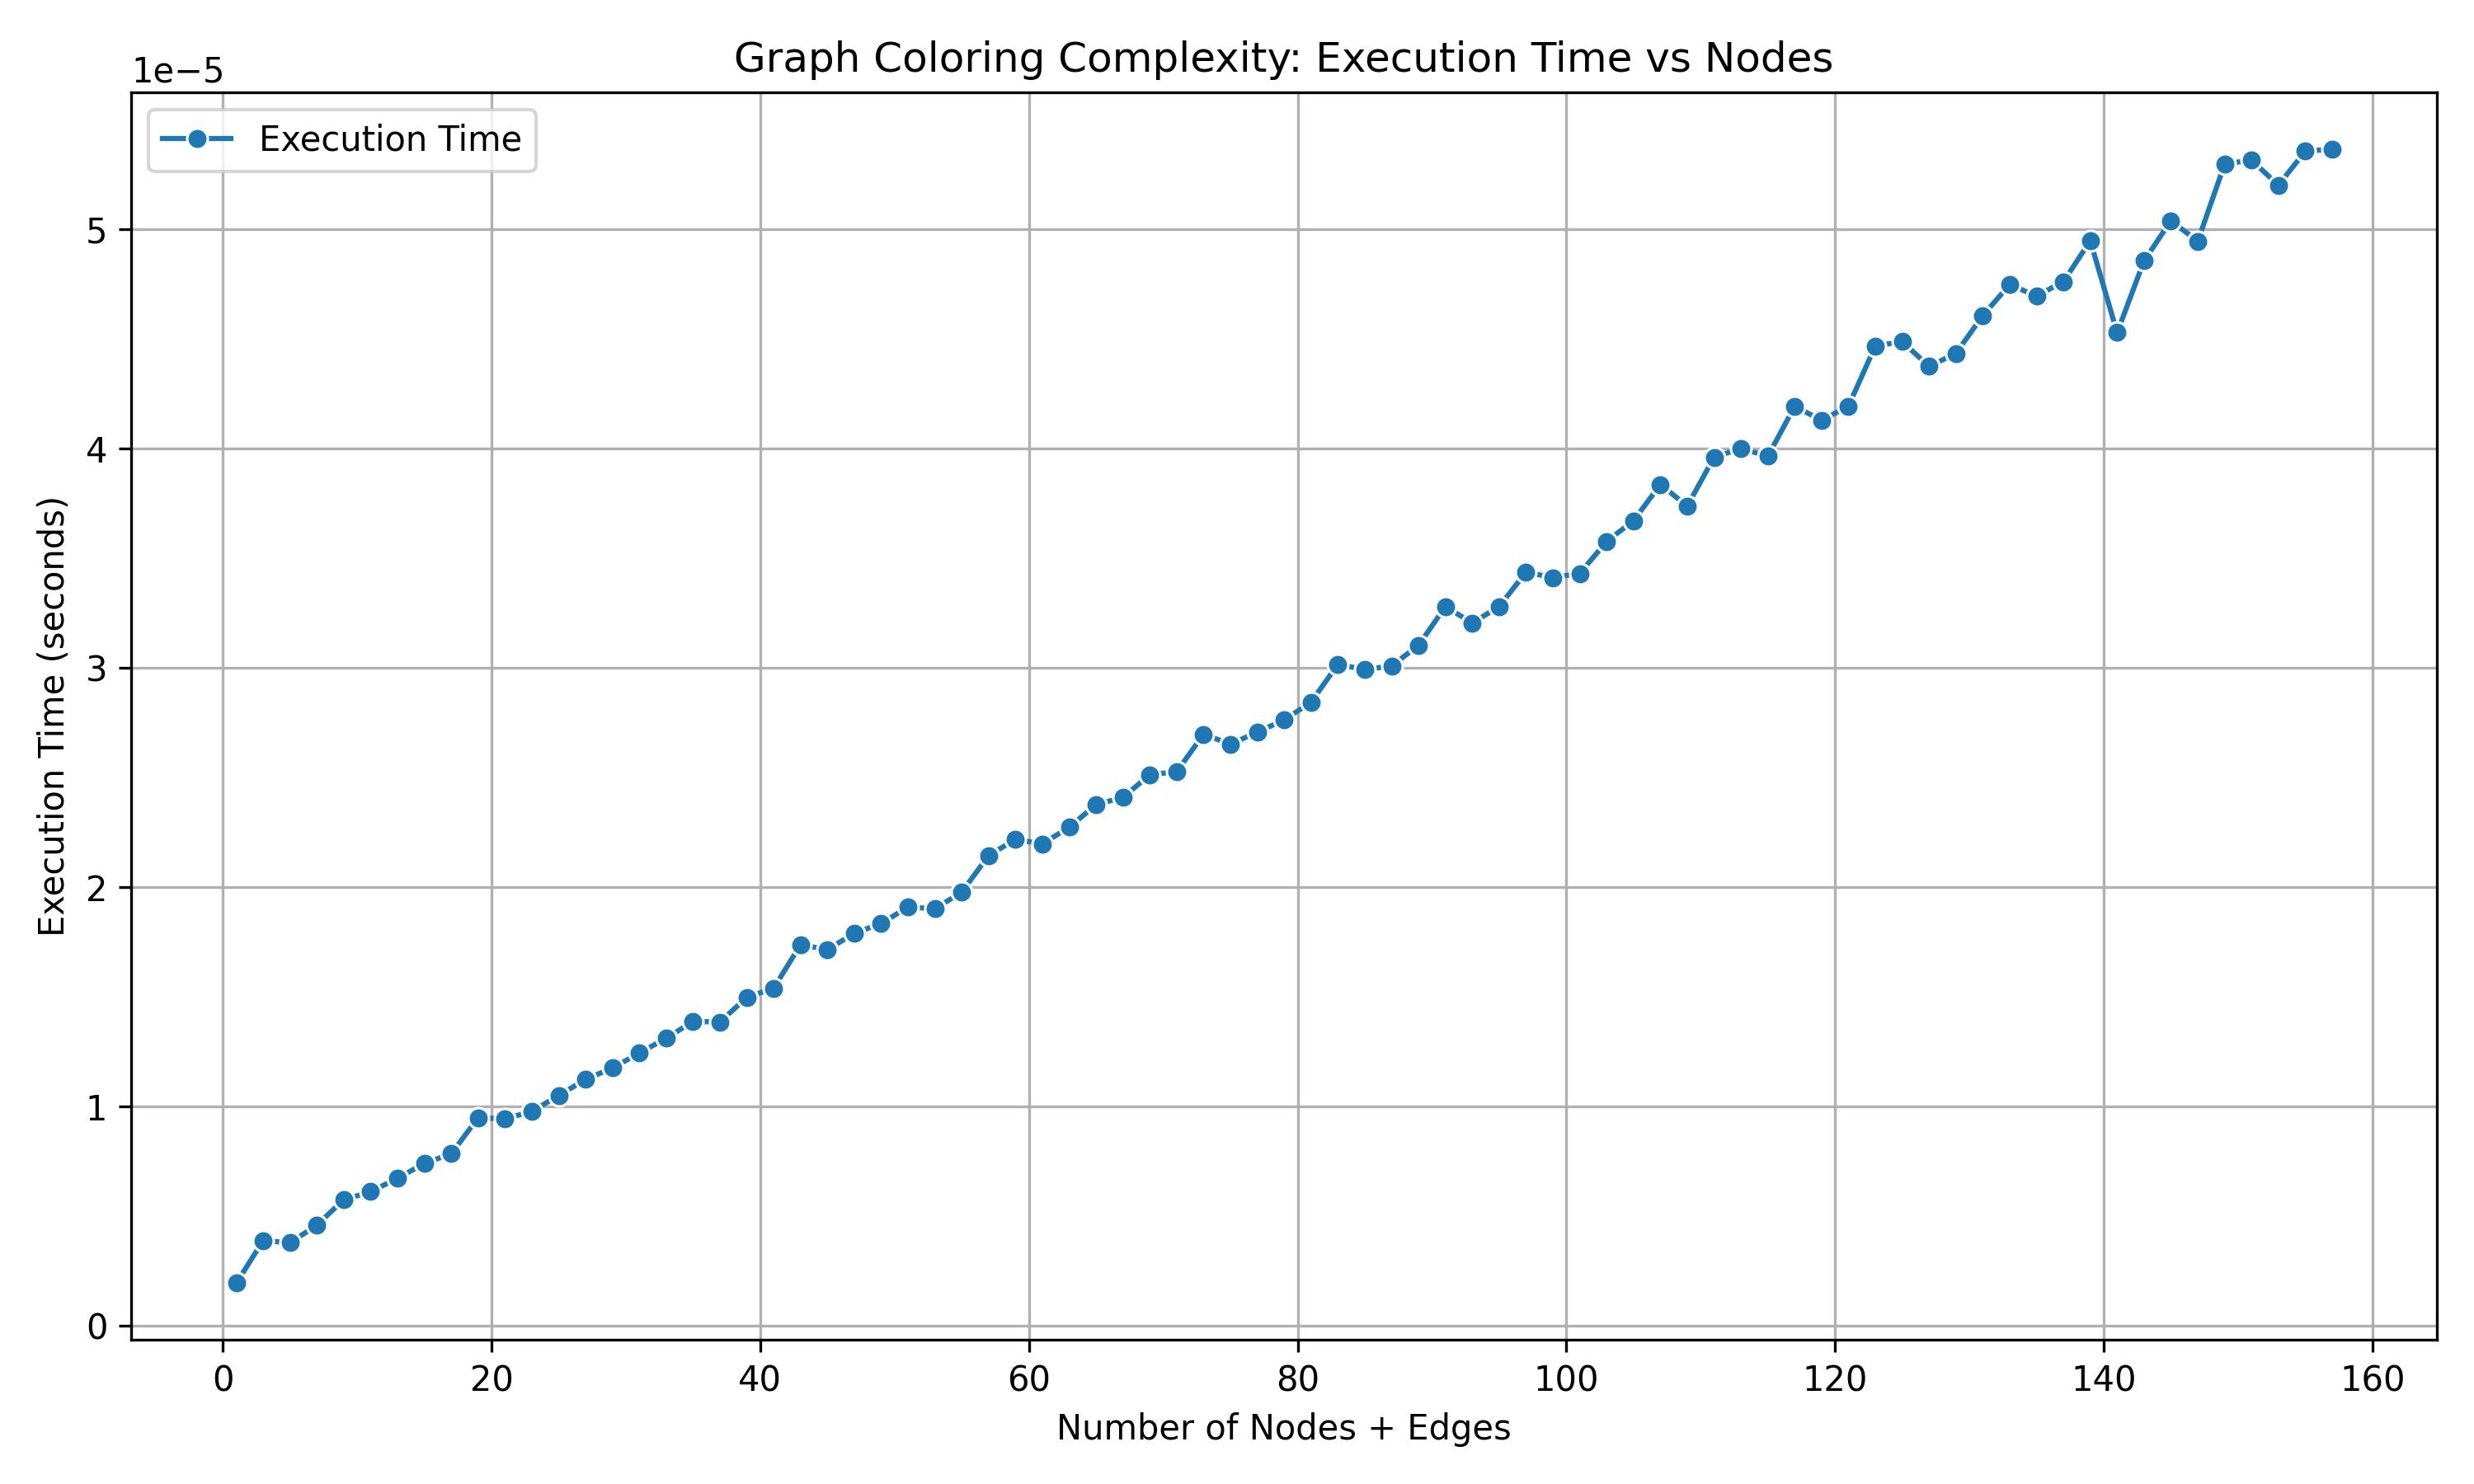 Graph Coloring Complexity: Execution Time vs Nodes
1e−5
Execution Time
5
4
3
2
1
0
Execution Time (seconds)
0 20 40 60 80 100 120 140 160
Number of Nodes + Edges